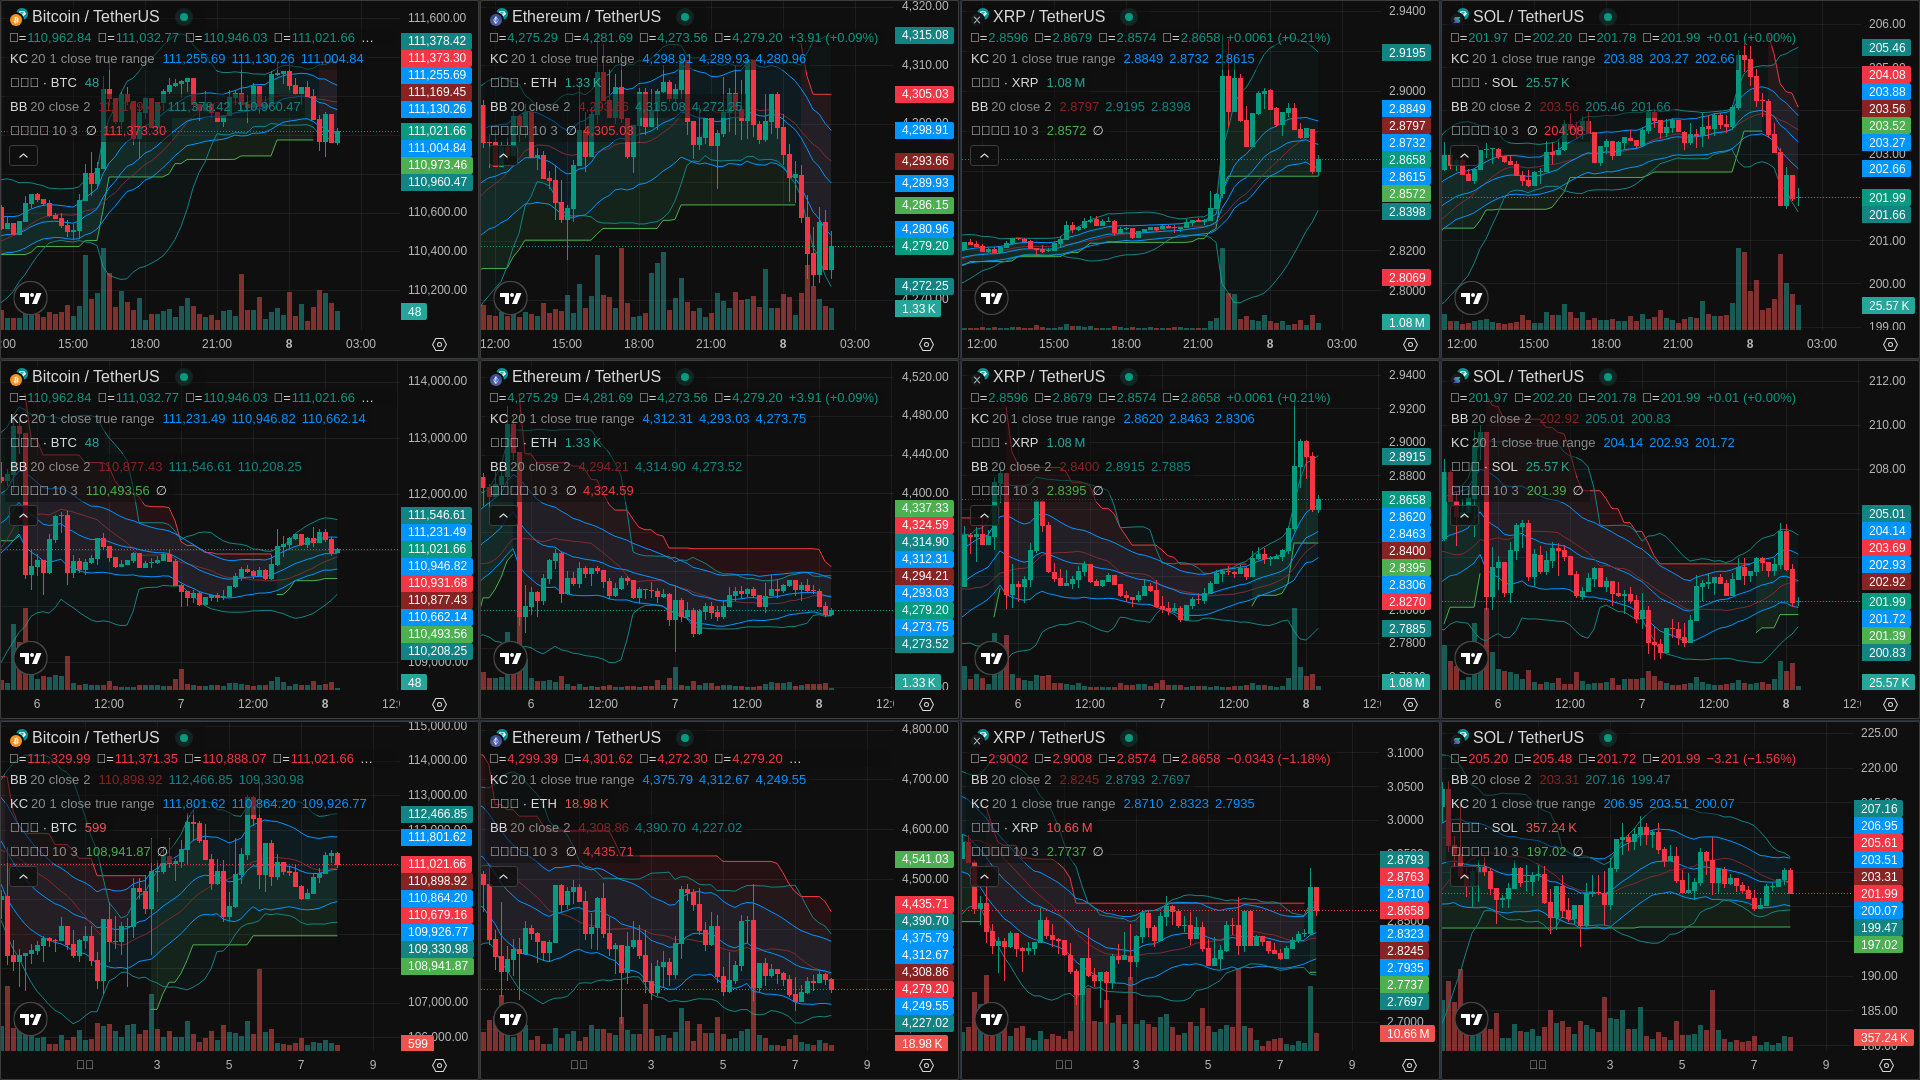 Bitcoin / TetherUS
□=110,962.84 □=111,032.77 □=110,946.03 □=111,021.66 …
KC 20 1 close true range 111,255.69 111,130.26 111,004.84
□□□ · BTC 48
BB 20 close 2 111,378.42 110,960.47
□□□□ 10 3 ∅ 111,373.30
111,600.00
111,378.42
111,373.30
111,255.69
111,169.45
111,130.26
111,021.66
111,004.84
110,973.46
110,960.47
110,600.00
110,400.00
110,200.00
48
15:00 18:00 21:00 8 03:00
Ethereum / TetherUS
□=4,275.29 □=4,281.69 □=4,273.56 □=4,279.20 +3.91 (+0.09%)
KC 20 1 close true range 4,298.91 4,289.93 4,280.96
□□□ · ETH 1.33 K
BB 20 close 2 4,293.66 4,315.08 4,272.25
□□□□ 10 3 ∅ 4,305.03
4,320.00
4,315.08
4,310.00
4,305.03
4,298.91
4,293.66
4,289.93
4,286.15
4,280.96
4,279.20
4,272.25
4,270.00
1.33 K
12:00 15:00 18:00 21:00 8 03:00
XRP / TetherUS
□=2.8596 □=2.8679 □=2.8574 □=2.8658 +0.0061 (+0.21%)
KC 20 1 close true range 2.8849 2.8732 2.8615
□□□ · XRP 1.08 M
BB 20 close 2 2.8797 2.9195 2.8398
□□□□ 10 3 2.8572 ∅
2.9400
2.9195
2.9000
2.8849
2.8797
2.8732
2.8658
2.8615
2.8572
2.8398
2.8200
2.8069
2.8000
1.08 M
12:00 15:00 18:00 21:00 8 03:00
SOL / TetherUS
□=201.97 □=202.20 □=201.78 □=201.99 +0.01 (+0.00%)
KC 20 1 close true range 203.88 203.27 202.66
□□□ · SOL 25.57 K
BB 20 close 2 203.56 205.46 201.66
□□□□ 10 3 ∅ 204.08
206.00
205.46
204.08
203.88
203.56
203.52
203.27
203.00
202.66
201.99
201.66
201.00
200.00
25.57 K
199.00
12:00 15:00 18:00 21:00 8 03:00
Bitcoin / TetherUS
□=110,962.84 □=111,032.77 □=110,946.03 □=111,021.66 …
KC 20 1 close true range 111,231.49 110,946.82 110,662.14
□□□ · BTC 48
BB 20 close 2 110,877.43 111,546.61 110,208.25
□□□□ 10 3 110,493.56 ∅
114,000.00
113,000.00
112,000.00
111,546.61
111,231.49
111,021.66
110,946.82
110,931.68
110,877.43
110,662.14
110,493.56
110,208.25
109,000.00
48
6 12:00 7 12:00 8 12:
Ethereum / TetherUS
□=4,275.29 □=4,281.69 □=4,273.56 □=4,279.20 +3.91 (+0.09%)
KC 20 1 close true range 4,312.31 4,293.03 4,273.75
□□□ · ETH 1.33 K
BB 20 close 2 4,294.21 4,314.90 4,273.52
□□□□ 10 3 ∅ 4,324.59
4,520.00
4,480.00
4,440.00
4,400.00
4,337.33
4,324.59
4,314.90
4,312.31
4,294.21
4,293.03
4,279.20
4,273.75
4,273.52
1.33 K
6 12:00 7 12:00 8 12:
XRP / TetherUS
□=2.8596 □=2.8679 □=2.8574 □=2.8658 +0.0061 (+0.21%)
KC 20 1 close true range 2.8620 2.8463 2.8306
□□□ · XRP 1.08 M
BB 20 close 2 2.8400 2.8915 2.7885
□□□□ 10 3 2.8395 ∅
2.9400
2.9200
2.9000
2.8915
2.8800
2.8658
2.8620
2.8463
2.8400
2.8395
2.8306
2.8270
2.8000
2.7885
2.7800
1.08 M
6 12:00 7 12:00 8 12:
SOL / TetherUS
□=201.97 □=202.20 □=201.78 □=201.99 +0.01 (+0.00%)
BB 20 close 2 202.92 205.01 200.83
KC 20 1 close true range 204.14 202.93 201.72
□□□ · SOL 25.57 K
□□□□ 10 3 201.39 ∅
212.00
210.00
208.00
205.01
204.14
203.69
202.93
202.92
201.99
201.72
201.39
200.83
25.57 K
6 12:00 7 12:00 8 12:
Bitcoin / TetherUS
□=111,329.99 □=111,371.35 □=110,888.07 □=111,021.66 …
BB 20 close 2 110,898.92 112,466.85 109,330.98
KC 20 1 close true range 111,801.62 110,864.20 109,926.77
□□□ · BTC 599
□□□□ 10 3 108,941.87 ∅
115,000.00
114,000.00
113,000.00
112,466.85
112,000.00
111,801.62
111,021.66
110,898.92
110,864.20
110,679.16
109,926.77
109,330.98
108,941.87
107,000.00
106,000.00
599
□□ 3 5 7 9
Ethereum / TetherUS
□=4,299.39 □=4,301.62 □=4,272.30 □=4,279.20 …
KC 20 1 close true range 4,375.79 4,312.67 4,249.55
□□□ · ETH 18.98 K
BB 20 close 2 4,308.86 4,390.70 4,227.02
□□□□ 10 3 ∅ 4,435.71
4,800.00
4,700.00
4,600.00
4,541.03
4,500.00
4,435.71
4,390.70
4,375.79
4,312.67
4,308.86
4,279.20
4,249.55
4,227.02
18.98 K
□□ 3 5 7 9
XRP / TetherUS
□=2.9002 □=2.9008 □=2.8574 □=2.8658 −0.0343 (−1.18%)
BB 20 close 2 2.8245 2.8793 2.7697
KC 20 1 close true range 2.8710 2.8323 2.7935
□□□ · XRP 10.66 M
□□□□ 10 3 2.7737 ∅
3.1000
3.0500
3.0000
2.8793
2.8763
2.8710
2.8658
2.8500
2.8323
2.8245
2.7935
2.7737
2.7697
2.7000
10.66 M
□□ 3 5 7 9
SOL / TetherUS
□=205.20 □=205.48 □=201.72 □=201.99 −3.21 (−1.56%)
BB 20 close 2 203.31 207.16 199.47
KC 20 1 close true range 206.95 203.51 200.07
□□□ · SOL 357.24 K
□□□□ 10 3 197.02 ∅
225.00
220.00
207.16
206.95
205.61
203.51
203.31
201.99
200.07
199.47
197.02
190.00
185.00
357.24 K
□□ 3 5 7 9